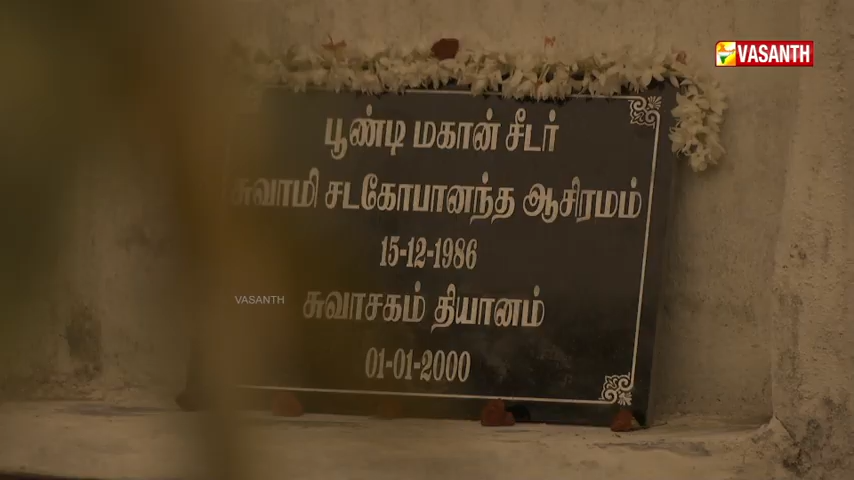 VASANTH
பூண்டி மகான் சீடர்
சுவாமி சடகோபானந்த ஆசிரமம்
15-12-1986
VASANTH
சுவாசகம் தியானம்
01-01-2000